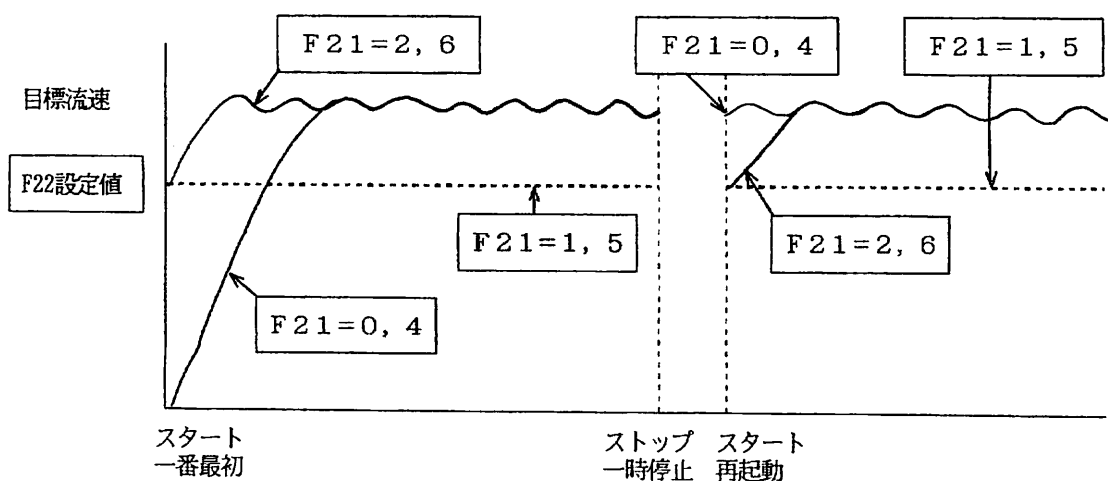 F21=2, 6
F21=0, 4
F21=1, 5
目標流速
F22設定値
F21=1, 5
F21=2, 6
F21=0, 4
スタート
一番最初
ストップ
一時停止
スタート
再起動